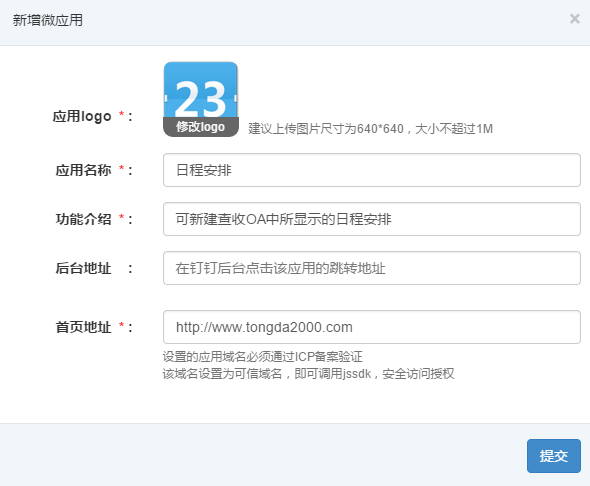 新增微应用 ×
23
修改logo
应用logo *： 建议上传图片尺寸为640*640，大小不超过1M
应用名称 *： 日程安排
功能介绍 *： 可新建查收OA中所显示的日程安排
后台地址 ： 在钉钉后台点击该应用的跳转地址
首页地址 *： http://www.tongda2000.com
设置的应用域名必须通过ICP备案验证
该域名设置为可信域名，即可调用jssdk，安全访问授权
提交